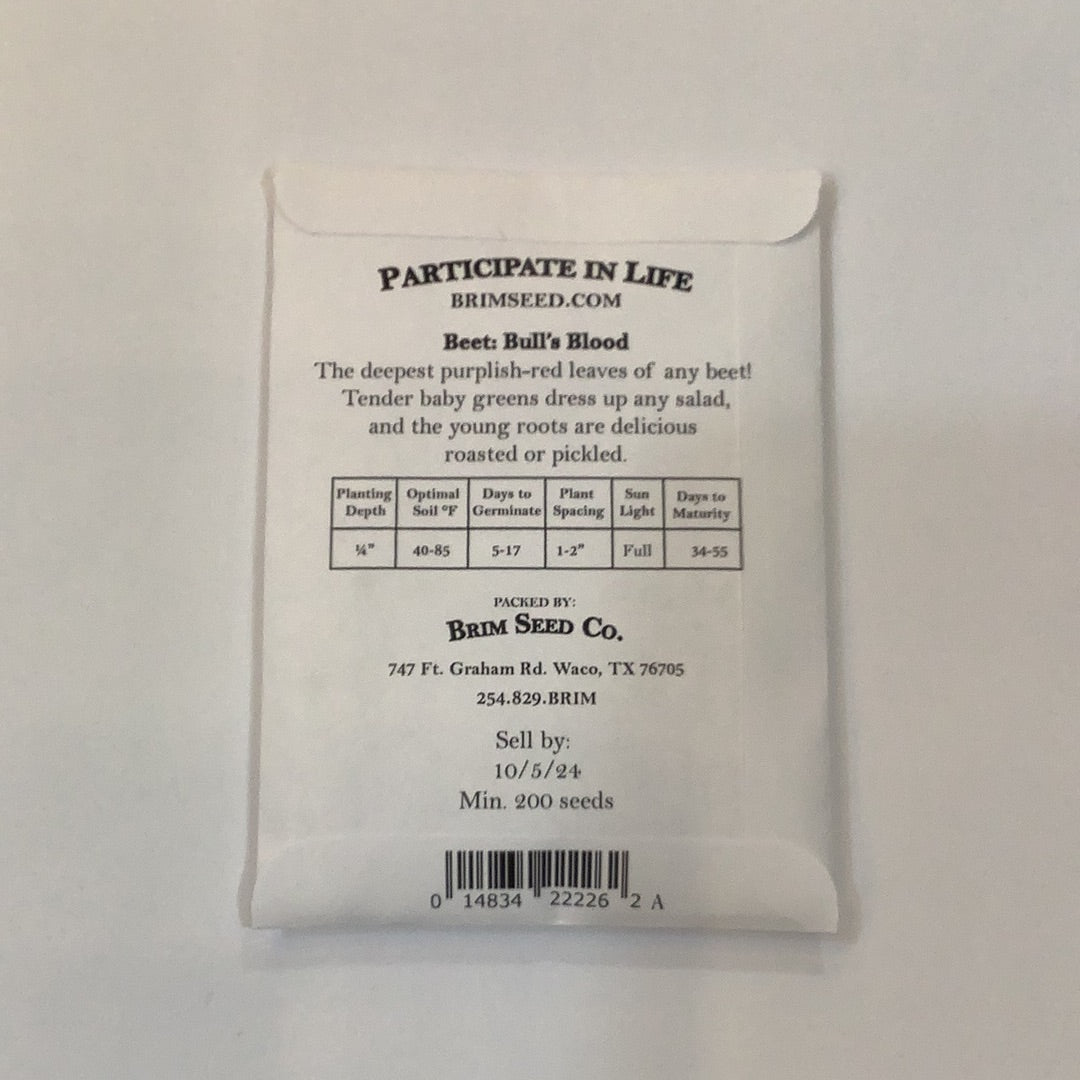 PARTICIPATE IN LIFE
BRIMSEED.COM
Beet: Bull's Blood
The deepest purplish-red leaves of any beet!
Tender baby greens dress up any salad,
and the young roots are delicious
roasted or pickled.
Planting Depth Optimal Soil °F Days to Germinate Plant Spacing Sun Light Days to Maturity
¼" 40-85 5-17 1-2" Full 34-55
PACKED BY:
BRIM SEED CO.
747 Ft. Graham Rd. Waco, TX 76705
254.829.BRIM
Sell by:
10/5/24
Min. 200 seeds
0 14834 22226 2 A